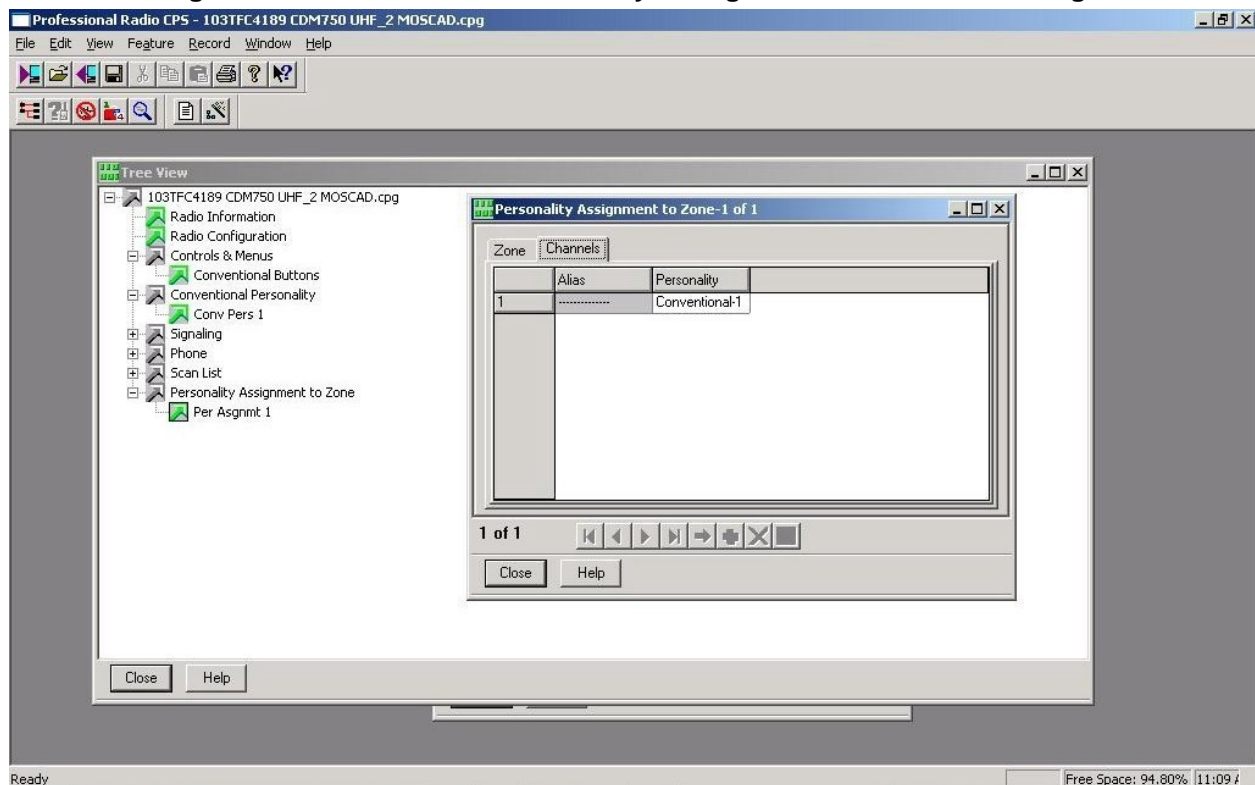 Professional Radio CPS - 103TFC4189 CDM750 UHF_2 MOSCAD.cpg
File Edit View Feature Record Window Help
Tree View
103TFC4189 CDM750 UHF_2 MOSCAD.cpg
Radio Information
Radio Configuration
Controls & Menus
Conventional Buttons
Conventional Personality
Conv Pers 1
Signaling
Phone
Scan List
Personality Assignment to Zone
Per Asgnmt 1
Personality Assignment to Zone-1 of 1
Zone Channels
Alias Personality
1 -------------- Conventional-1
1 of 1
Close Help
Close Help
Ready Free Space: 94.80% 11:09